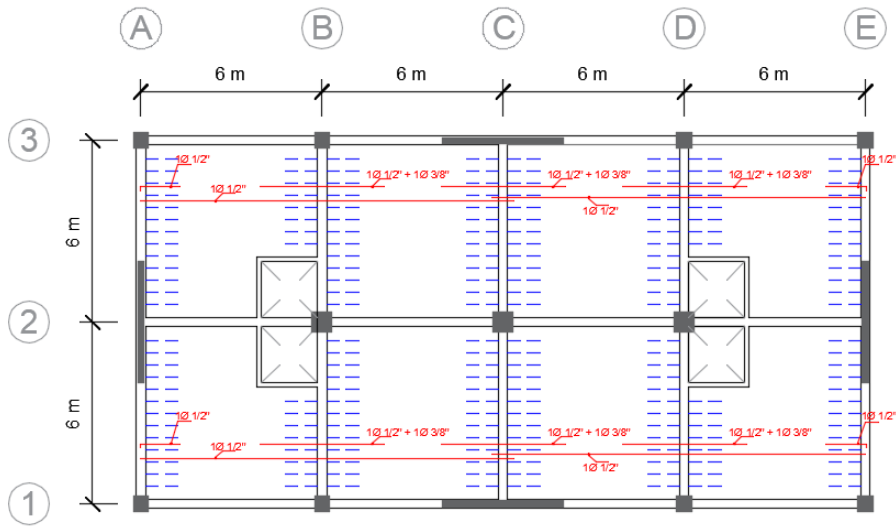 A B C D E
6 m 6 m 6 m 6 m
3
1Ø 1/2" 1Ø 1/2" + 1Ø 3/8" 1Ø 1/2" + 1Ø 3/8" 1Ø 1/2" + 1Ø 3/8" 1Ø 1/2"
1Ø 1/2" 1Ø 1/2"
6 m
2
6 m
1Ø 1/2" 1Ø 1/2" + 1Ø 3/8" 1Ø 1/2" + 1Ø 3/8" 1Ø 1/2" + 1Ø 3/8" 1Ø 1/2"
1Ø 1/2" 1Ø 1/2"
1